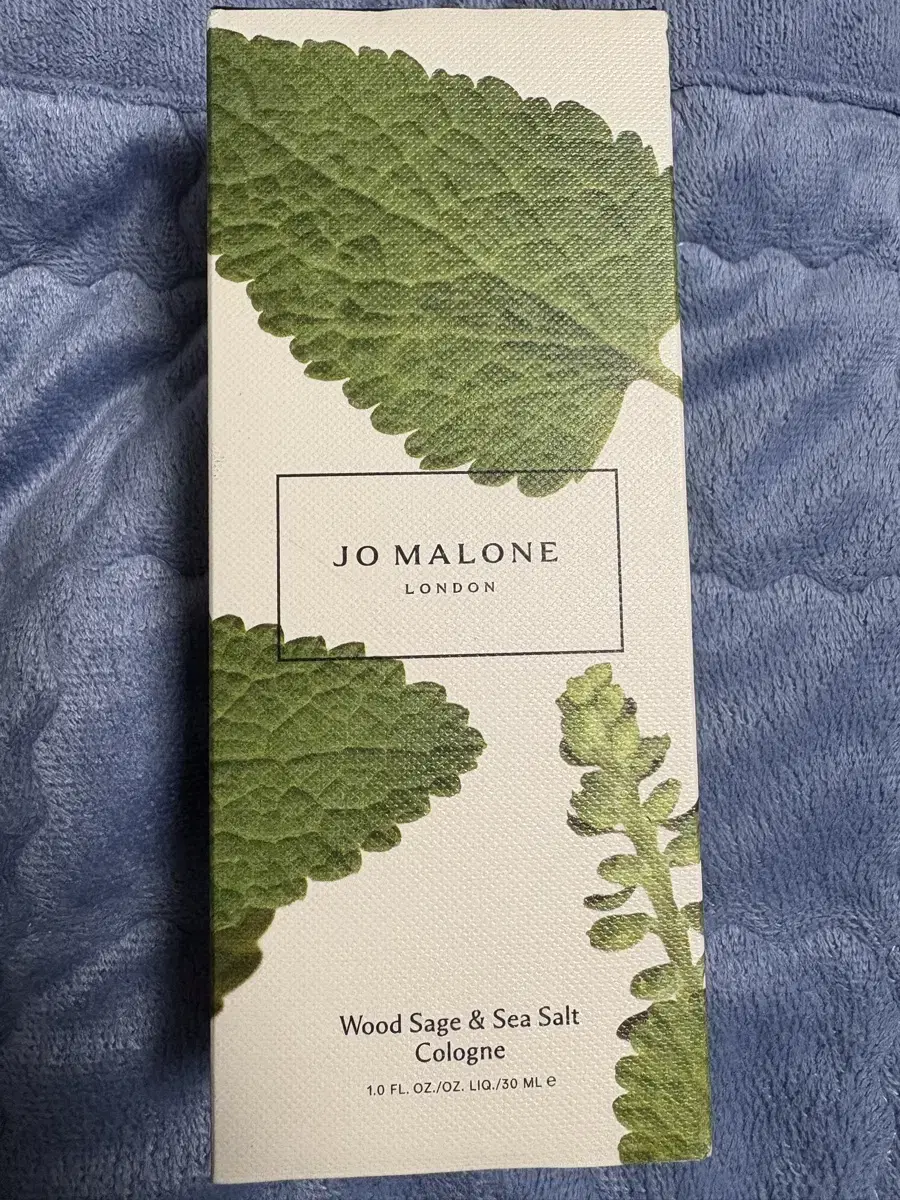 JO MALONE
LONDON
Wood Sage & Sea Salt
Cologne
1.0 FL. OZ./OZ. LIQ./30 ML ℮